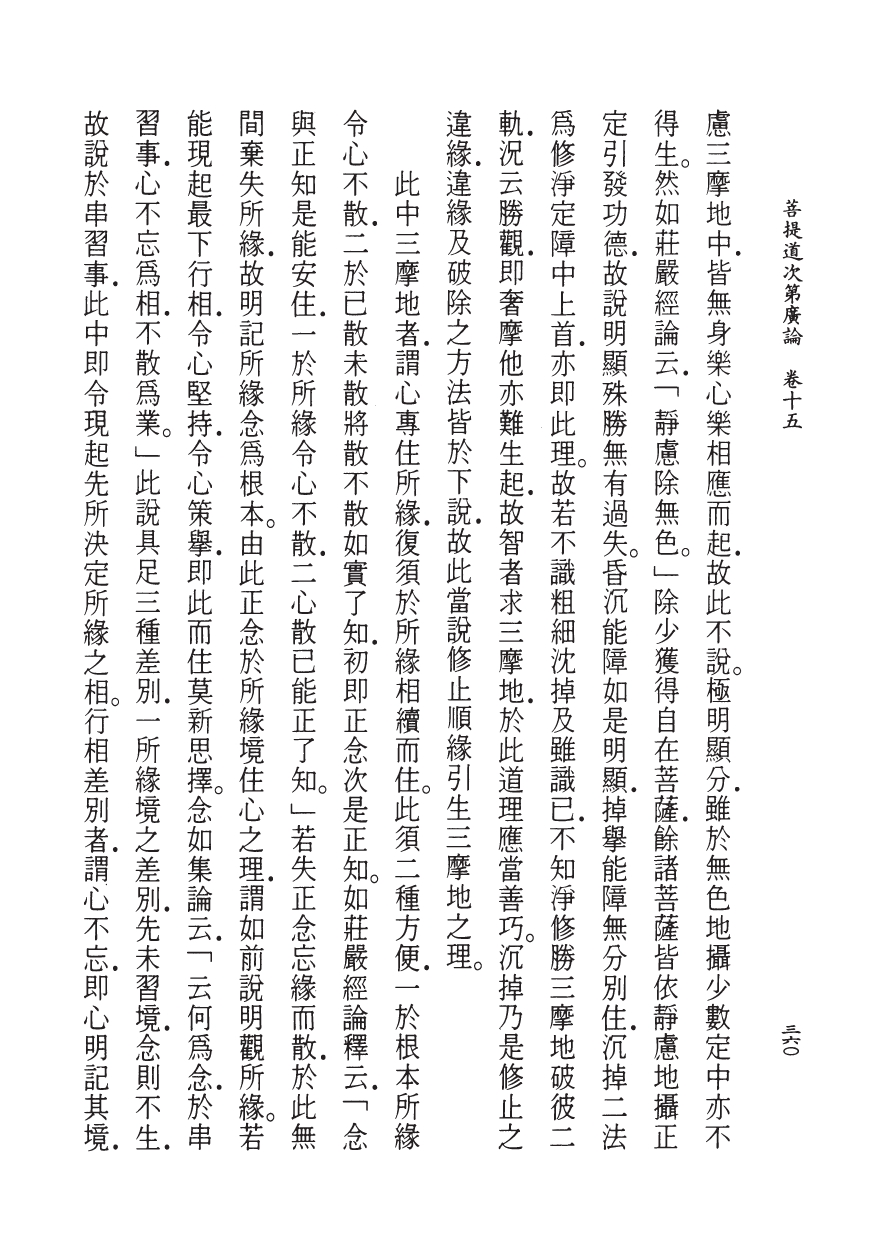 菩提道次第廣論　卷十五
三六〇
慮三摩地中．皆無身樂心樂相應而起．故此不說。極明顯分．雖於無色地攝少數定中亦不
得生。然如莊嚴經論云．「靜慮除無色。」除少獲得自在菩薩．餘諸菩薩皆依靜慮地攝正
定引發功德．故說明顯殊勝無有過失。昏沉能障如是明顯．掉舉能障無分別住．沉掉二法
爲修淨定障中上首．亦即此理。故若不識粗細沈掉及雖識已．不知淨修勝三摩地破彼二
軌．況云勝觀．即奢摩他亦難生起．故智者求三摩地．於此道理應當善巧。沉掉乃是修止之
違緣．違緣及破除之方法皆於下說．故此當說修止順緣引生三摩地之理。
此中三摩地者．謂心專住所緣．復須於所緣相續而住。此須二種方便．一於根本所緣
令心不散．二於已散未散將散不散如實了知．初即正念次是正知。如莊嚴經論釋云．「念
與正知是能安住．一於所緣令心不散．二心散已能正了知。」若失正念忘緣而散．於此無
間棄失所緣．故明記所緣念爲根本。由此正念於所緣境住心之理．謂如前說明觀所緣。若
能現起最下行相．令心堅持．令心策舉．即此而住莫新思擇。念如集論云．「云何爲念．於串
習事．心不忘爲相．不散爲業。」此說具足三種差別．一所緣境之差別．先未習境．念則不生．
故說於串習事．此中即令現起先所決定所緣之相。行相差別者．謂心不忘．即心明記其境．